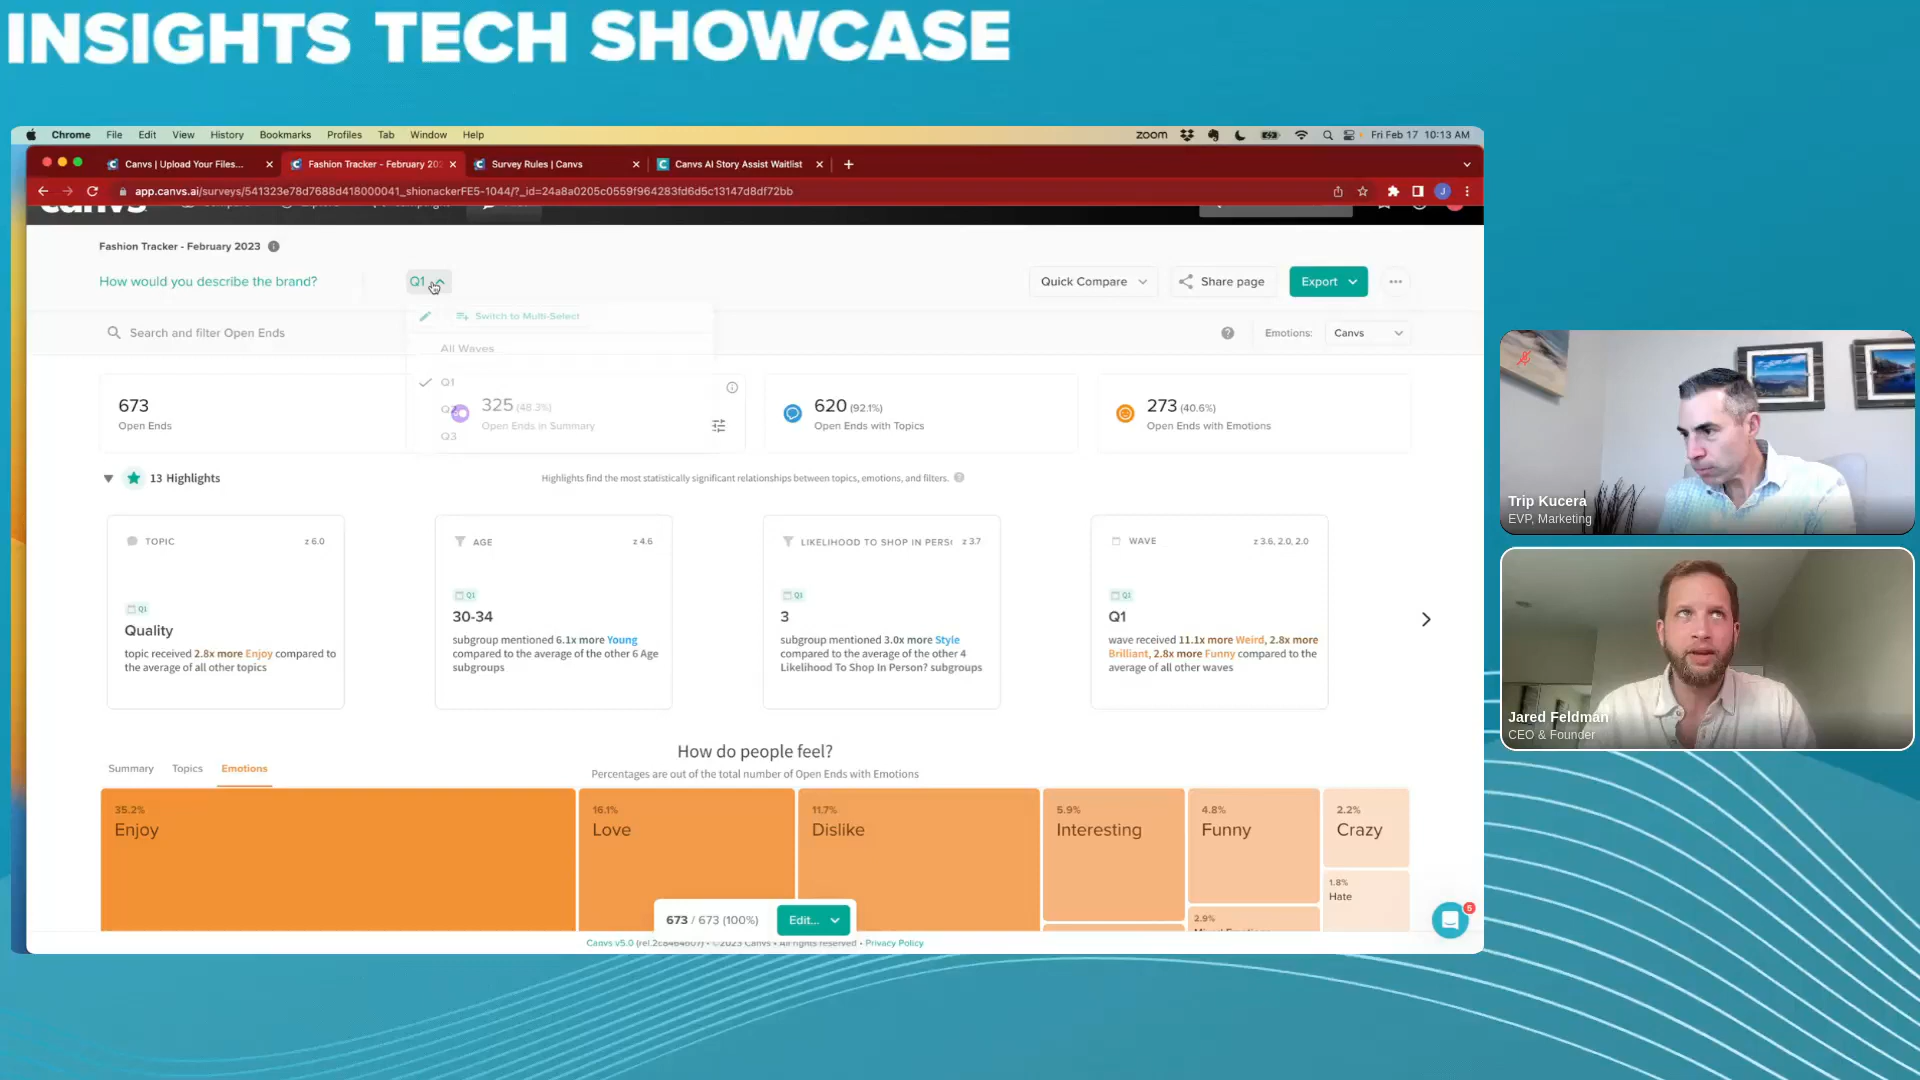 INSIGHTS TECH SHOWCASE
Chrome File Edit View History Bookmarks Profiles Tab Window Help
zoom Fri Feb 17 10:13 AM
Canvs | Upload Your Files...
Fashion Tracker - February 202
Survey Rules | Canvs
Canvs AI Story Assist Waitlist
app.canvs.ai/surveys/541323e78d7688d418000041_shionackerFE5-1044/?_id=24a8a0205c0559f964283fd6d5c13147d8df72bb
J
canvs
Fashion Tracker - February 2023
How would you describe the brand?
Q1
Quick Compare
Share page
Export
Switch to Multi-Select
Search and filter Open Ends
Emotions: Canvs
All Waves
Q1
Q2
Q3
673
Open Ends
325 (48.3%)
Open Ends in Summary
620 (92.1%)
Open Ends with Topics
273 (40.6%)
Open Ends with Emotions
13 Highlights
Highlights find the most statistically significant relationships between topics, emotions, and filters.
TOPIC z 6.0
Q1
Quality
topic received 2.8x more Enjoy compared to
the average of all other topics
AGE z 4.6
Q1
30-34
subgroup mentioned 6.1x more Young
compared to the average of the other 6 Age
subgroups
LIKELIHOOD TO SHOP IN PERS z 3.7
Q1
3
subgroup mentioned 3.0x more Style
compared to the average of the other 4
Likelihood To Shop In Person? subgroups
WAVE z 3.6, 2.0, 2.0
Q1
Q1
wave received 11.1x more Weird, 2.8x more
Brilliant, 2.8x more Funny compared to the
average of all other waves
How do people feel?
Summary Topics Emotions
Percentages are out of the total number of Open Ends with Emotions
35.2%
Enjoy
16.1%
Love
11.7%
Dislike
5.9%
Interesting
4.8%
Funny
2.2%
Crazy
1.8%
Hate
2.9%
673 / 673 (100%)
Edit...
5
Canvs v5.0 ©2023 Canvs • All rights reserved • Privacy Policy
Trip Kucera
EVP, Marketing
Jared Feldman
CEO & Founder